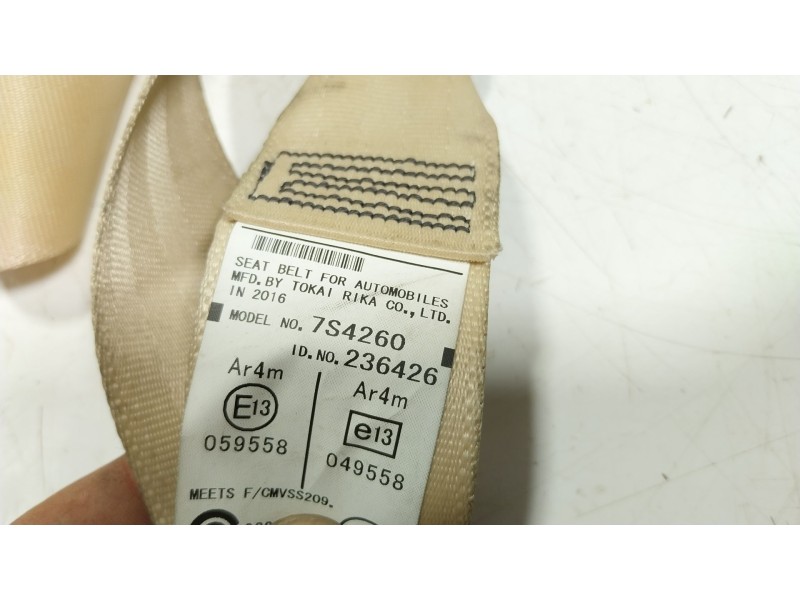 SEAT BELT FOR AUTOMOBILES
MFD. BY TOKAI RIKA CO., LTD.
IN 2016
MODEL NO. 7S4260
ID. NO. 236426
Ar4m
E13
059558
Ar4m
e13
049558
MEETS F/CMVSS209.